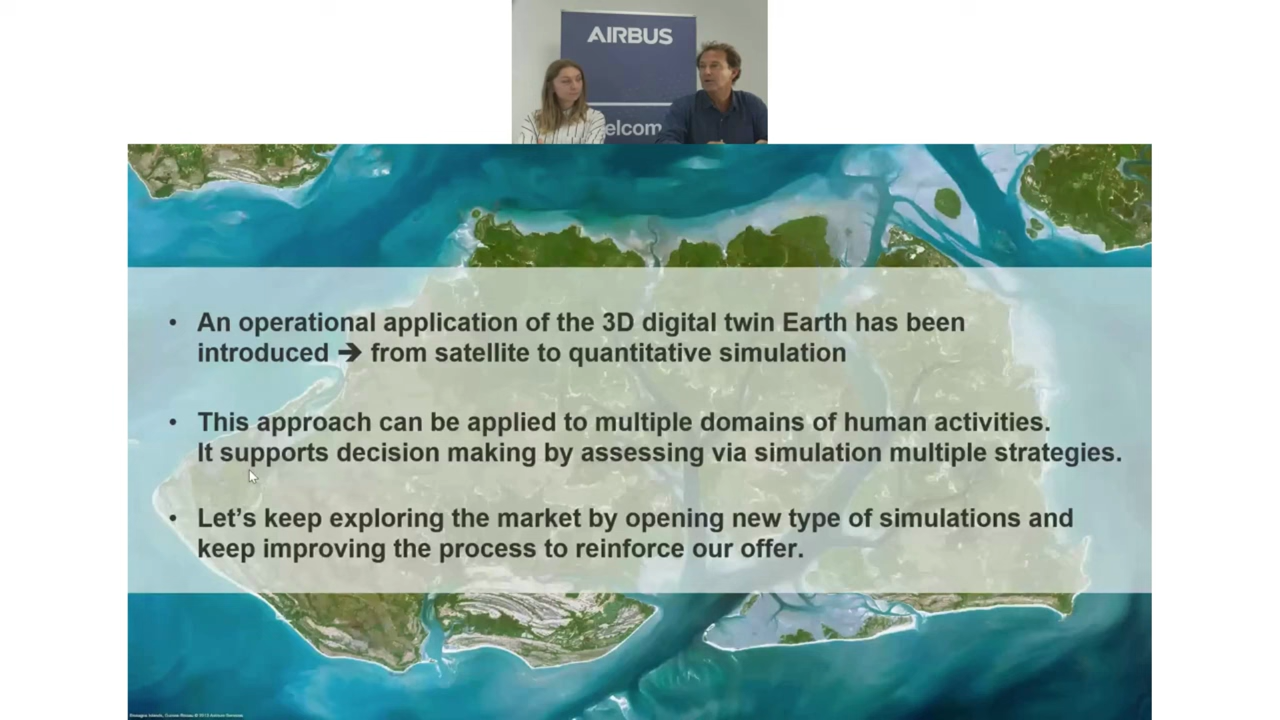 AIRBUS
elcom
• An operational application of the 3D digital twin Earth has been
introduced ➔ from satellite to quantitative simulation
• This approach can be applied to multiple domains of human activities.
It supports decision making by assessing via simulation multiple strategies.
• Let’s keep exploring the market by opening new type of simulations and
keep improving the process to reinforce our offer.